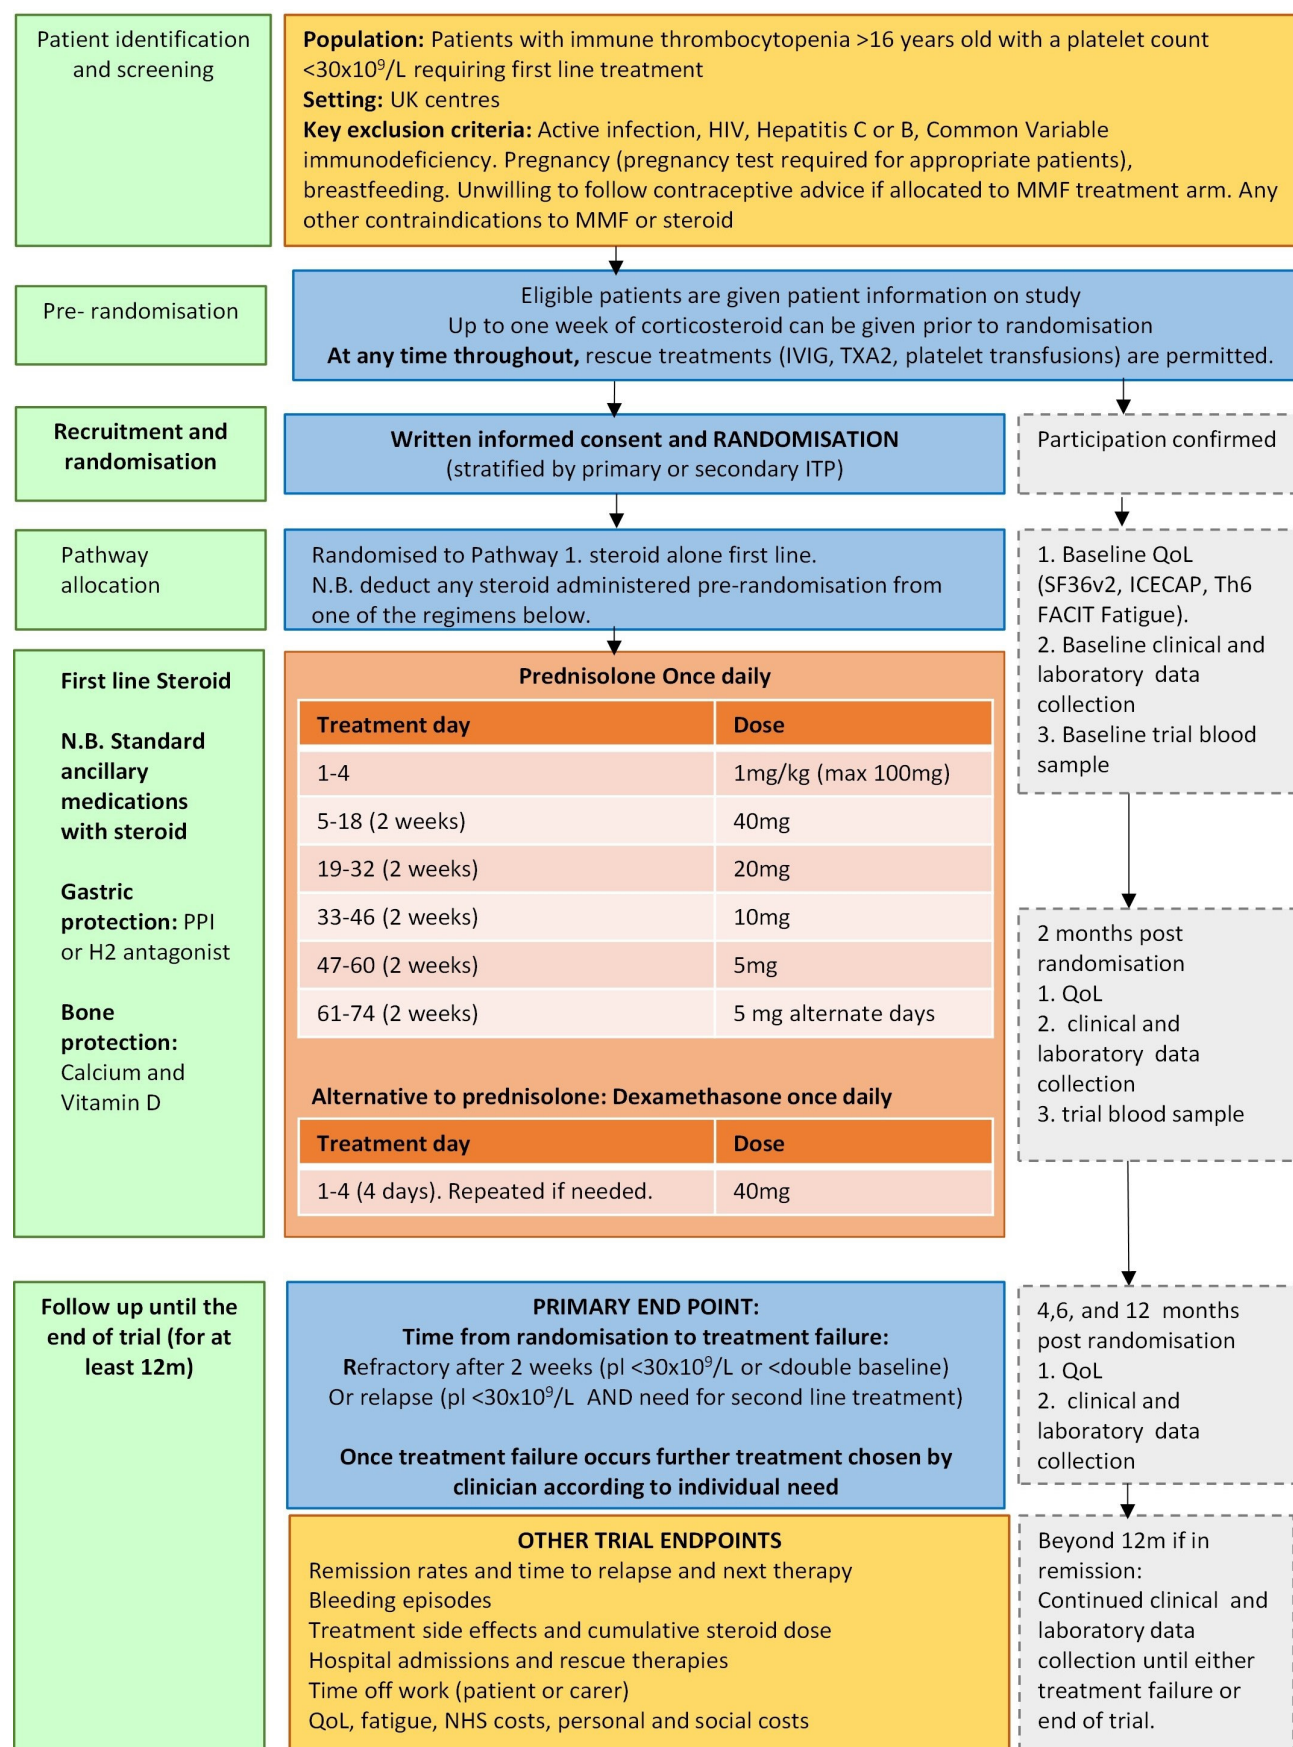 Patient identification
and screening
Population: Patients with immune thrombocytopenia >16 years old with a platelet count
<30x10⁹/L requiring first line treatment
Setting: UK centres
Key exclusion criteria: Active infection, HIV, Hepatitis C or B, Common Variable
immunodeficiency. Pregnancy (pregnancy test required for appropriate patients),
breastfeeding. Unwilling to follow contraceptive advice if allocated to MMF treatment arm. Any
other contraindications to MMF or steroid
Pre- randomisation
Eligible patients are given patient information on study
Up to one week of corticosteroid can be given prior to randomisation
At any time throughout, rescue treatments (IVIG, TXA2, platelet transfusions) are permitted.
Recruitment and
randomisation
Written informed consent and RANDOMISATION
(stratified by primary or secondary ITP)
Participation confirmed
Pathway
allocation
Randomised to Pathway 1. steroid alone first line.
N.B. deduct any steroid administered pre-randomisation from
one of the regimens below.
1. Baseline QoL
(SF36v2, ICECAP, Th6
FACIT Fatigue).
2. Baseline clinical and
laboratory data
collection
3. Baseline trial blood
sample
First line Steroid
N.B. Standard
ancillary
medications
with steroid
Gastric
protection: PPI
or H2 antagonist
Bone
protection:
Calcium and
Vitamin D
Prednisolone Once daily
Treatment day Dose
1-4 1mg/kg (max 100mg)
5-18 (2 weeks) 40mg
19-32 (2 weeks) 20mg
33-46 (2 weeks) 10mg
47-60 (2 weeks) 5mg
61-74 (2 weeks) 5 mg alternate days
Alternative to prednisolone: Dexamethasone once daily
Treatment day Dose
1-4 (4 days). Repeated if needed. 40mg
2 months post
randomisation
1. QoL
2. clinical and
laboratory data
collection
3. trial blood sample
Follow up until the
end of trial (for at
least 12m)
PRIMARY END POINT:
Time from randomisation to treatment failure:
Refractory after 2 weeks (pl <30x10⁹/L or <double baseline)
Or relapse (pl <30x10⁹/L AND need for second line treatment)
Once treatment failure occurs further treatment chosen by
clinician according to individual need
4,6, and 12 months
post randomisation
1. QoL
2. clinical and
laboratory data
collection
OTHER TRIAL ENDPOINTS
Remission rates and time to relapse and next therapy
Bleeding episodes
Treatment side effects and cumulative steroid dose
Hospital admissions and rescue therapies
Time off work (patient or carer)
QoL, fatigue, NHS costs, personal and social costs
Beyond 12m if in
remission:
Continued clinical and
laboratory data
collection until either
treatment failure or
end of trial.